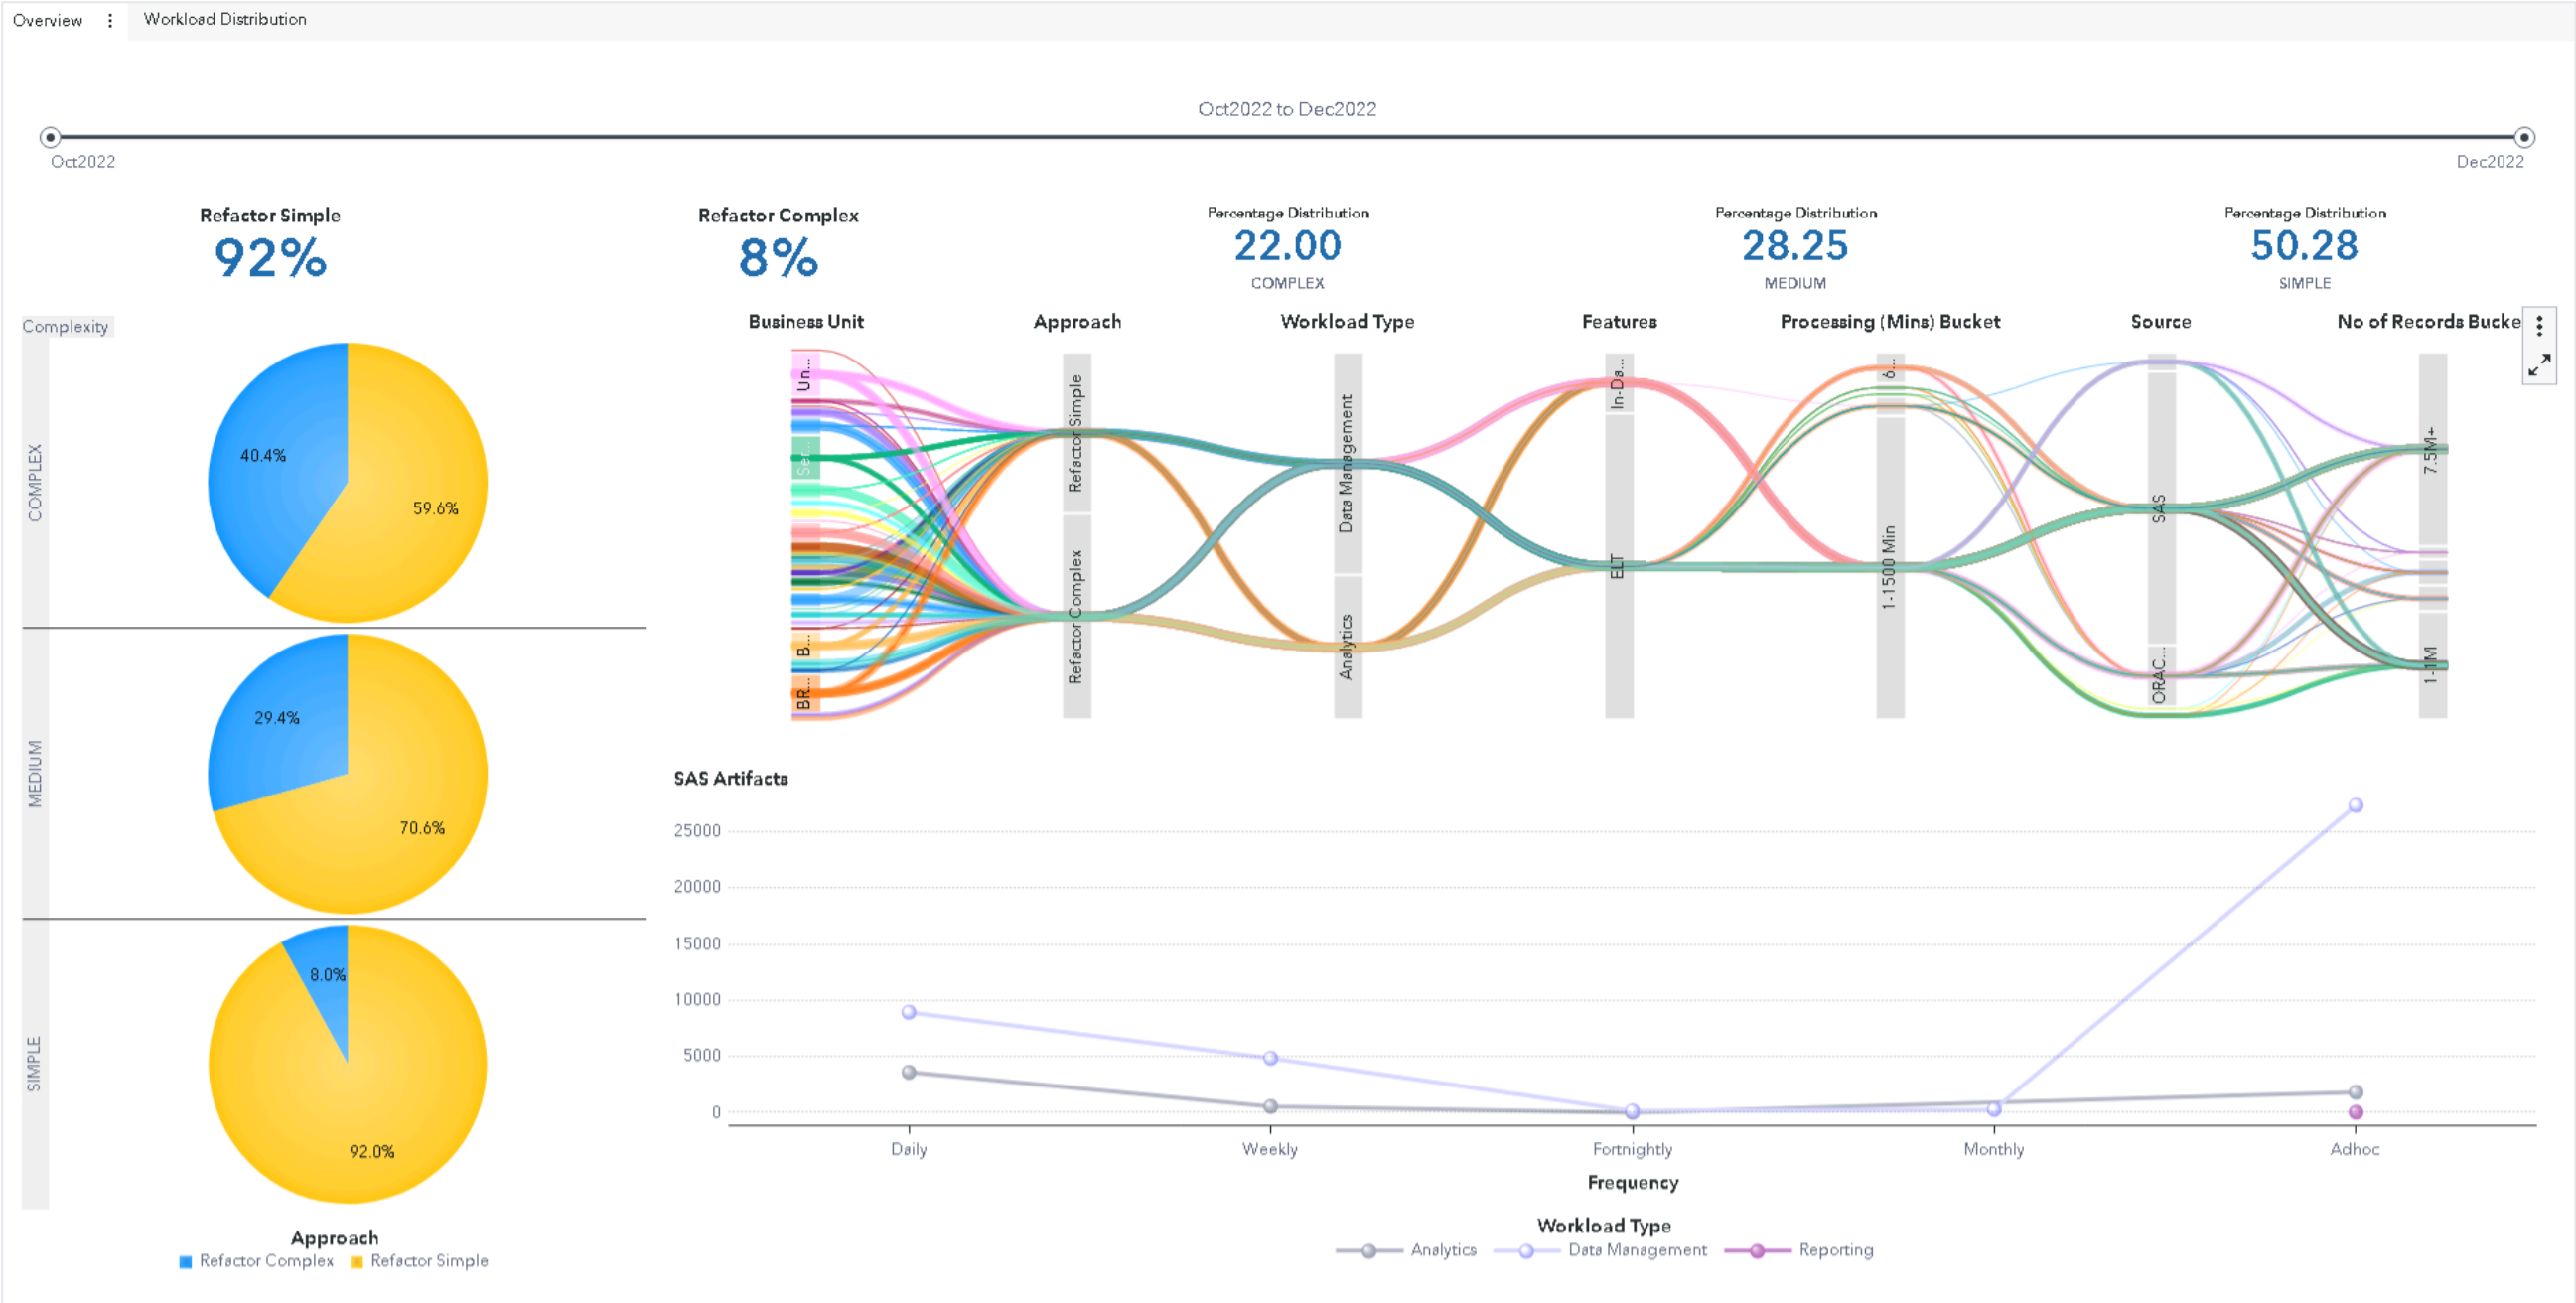 Overview
Workload Distribution
Oct2022 to Dec2022
Oct2022
Dec2022
Refactor Simple
92%
Refactor Complex
8%
Percentage Distribution
22.00
COMPLEX
Percentage Distribution
28.25
MEDIUM
Percentage Distribution
50.28
SIMPLE
Complexity
COMPLEX
40.4%
59.6%
MEDIUM
29.4%
70.6%
SIMPLE
8.0%
92.0%
Approach
Refactor Complex
Refactor Simple
Business Unit
Approach
Workload Type
Features
Processing (Mins) Bucket
Source
No of Records Bucke
Un...
Ser...
B...
BR...
Refactor Simple
Refactor Complex
Data Management
Analytics
In-Da...
ELT
6...
1-1500 Min
SAS
ORAC...
7.5M+
1-1M
SAS Artifacts
25000
20000
15000
10000
5000
0
Daily
Weekly
Fortnightly
Monthly
Adhoc
Frequency
Workload Type
Analytics
Data Management
Reporting